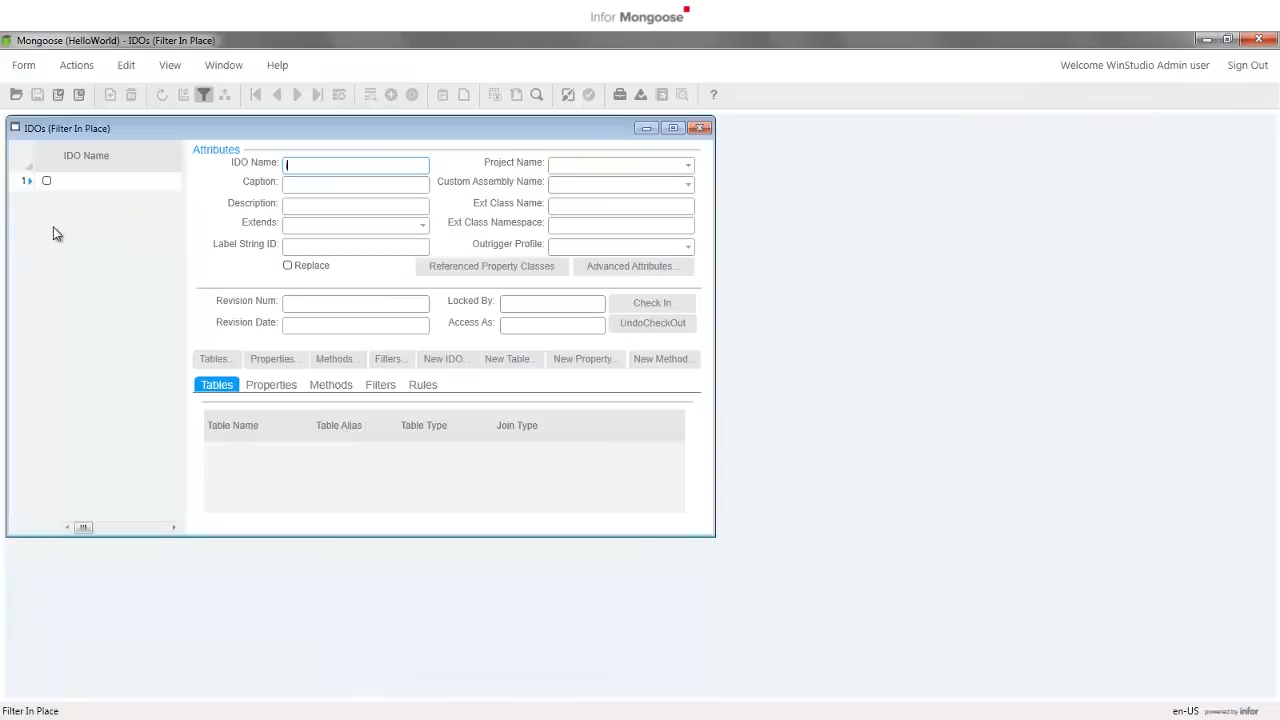 Infor Mongoose
Mongoose (HelloWorld) - IDOs (Filter In Place)
Form Actions Edit View Window Help Welcome WinStudio Admin user Sign Out
IDOs (Filter In Place)
IDO Name
1
Attributes
IDO Name: Project Name:
Caption: Custom Assembly Name:
Description: Ext Class Name:
Extends: Ext Class Namespace:
Label String ID: Outrigger Profile:
Replace Referenced Property Classes Advanced Attributes...
Revision Num: Locked By: Check In
Revision Date: Access As: UndoCheckOut
Tables... Properties... Methods... Filters... New IDO... New Table... New Property... New Method...
Tables Properties Methods Filters Rules
Table Name Table Alias Table Type Join Type
Filter In Place en-US powered by infor